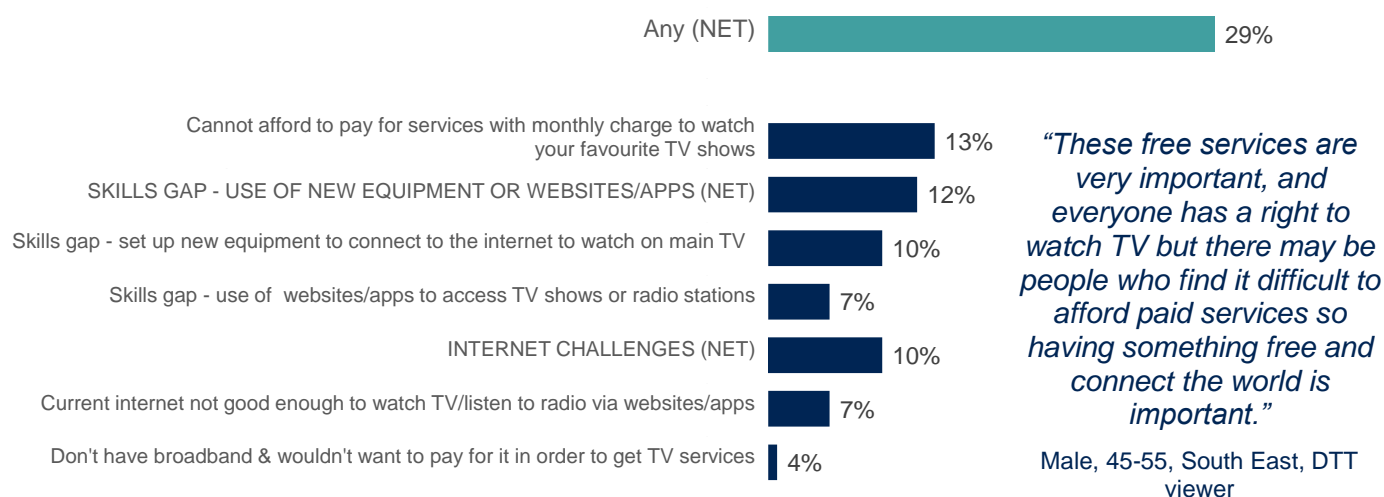 Any (NET)
29%
Cannot afford to pay for services with monthly charge to watch
your favourite TV shows
13%
SKILLS GAP - USE OF NEW EQUIPMENT OR WEBSITES/APPS (NET)
12%
Skills gap - set up new equipment to connect to the internet to watch on main TV
10%
Skills gap - use of websites/apps to access TV shows or radio stations
7%
INTERNET CHALLENGES (NET)
10%
Current internet not good enough to watch TV/listen to radio via websites/apps
7%
Don't have broadband & wouldn't want to pay for it in order to get TV services
4%
“These free services are
very important, and
everyone has a right to
watch TV but there may be
people who find it difficult to
afford paid services so
having something free and
connect the world is
important.”
Male, 45-55, South East, DTT
viewer